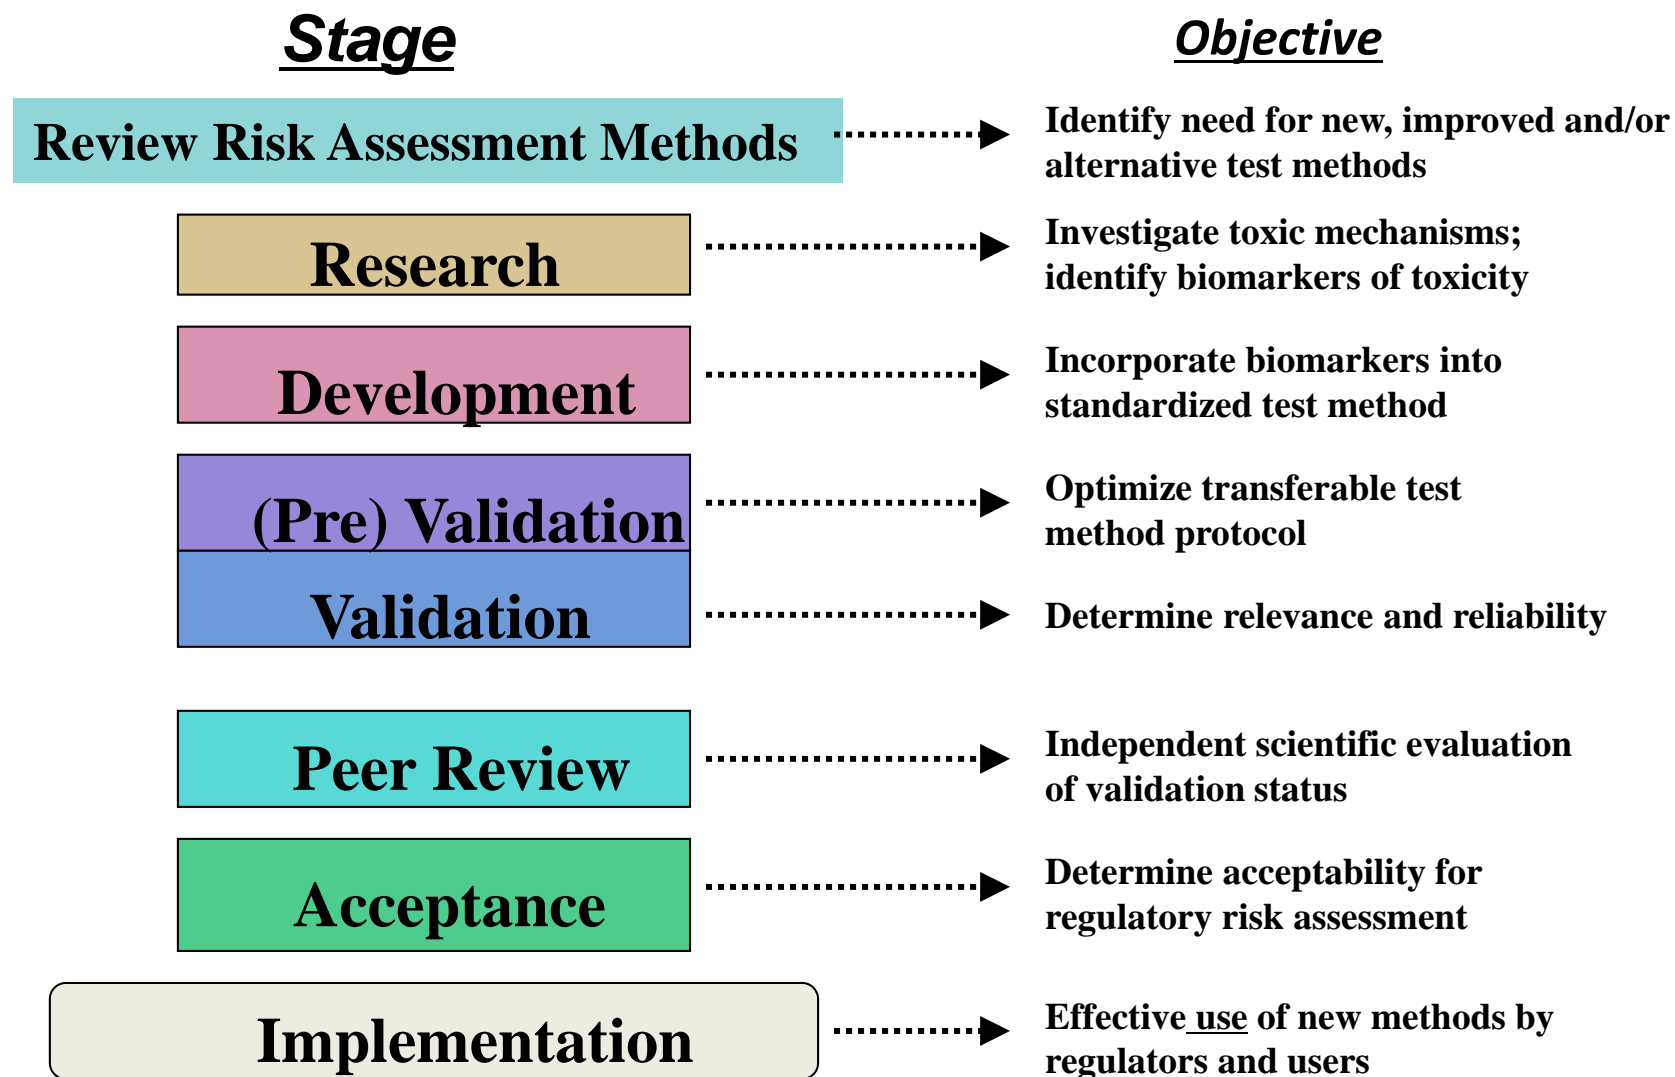 Stage
Objective
Review Risk Assessment Methods
Identify need for new, improved and/or
alternative test methods
Research
Investigate toxic mechanisms;
identify biomarkers of toxicity
Development
Incorporate biomarkers into
standardized test method
(Pre) Validation
Optimize transferable test
method protocol
Validation
Determine relevance and reliability
Peer Review
Independent scientific evaluation
of validation status
Acceptance
Determine acceptability for
regulatory risk assessment
Implementation
Effective use of new methods by
regulators and users